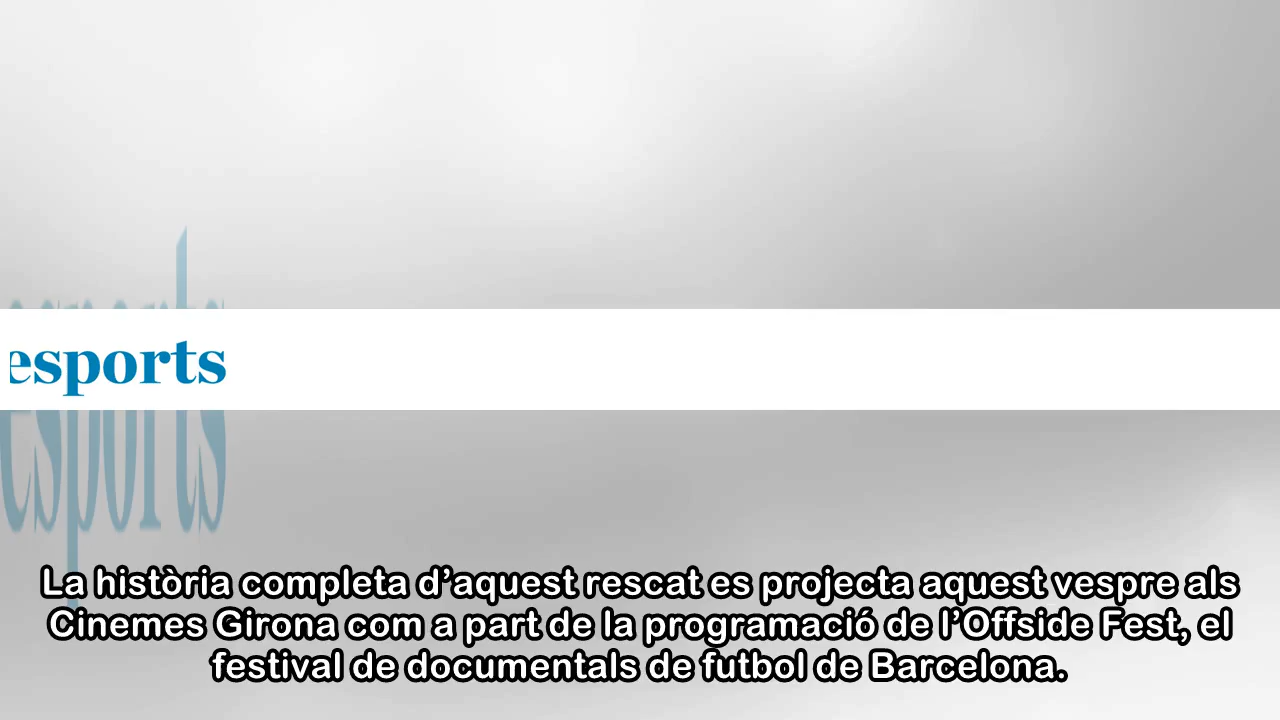 esports
esports
La història completa d’aquest rescat es projecta aquest vespre als
Cinemes Girona com a part de la programació de l’Offside Fest, el
festival de documentals de futbol de Barcelona.